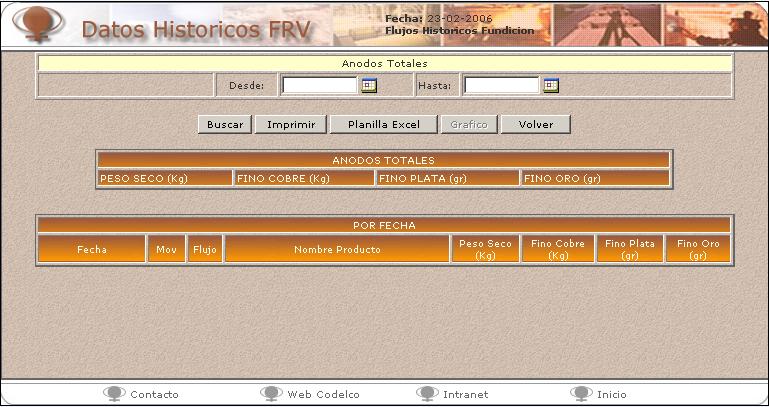 Datos Historicos FRV
Fecha: 23-02-2006
Flujos Historicos Fundicion
Anodos Totales
Desde: Hasta:
Buscar Imprimir Planilla Excel Grafico Volver
ANODOS TOTALES
PESO SECO (Kg) FINO COBRE (Kg) FINO PLATA (gr) FINO ORO (gr)
POR FECHA
Fecha Mov Flujo Nombre Producto Peso Seco (Kg) Fino Cobre (Kg) Fino Plata (gr) Fino Oro (gr)
Contacto Web Codelco Intranet Inicio